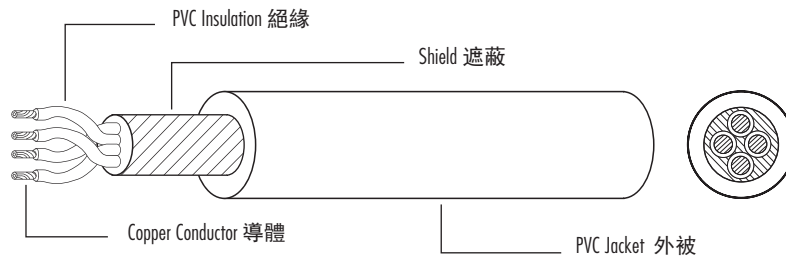 PVC Insulation 絕緣
Shield 遮蔽
Copper Conductor 導體
PVC Jacket 外被